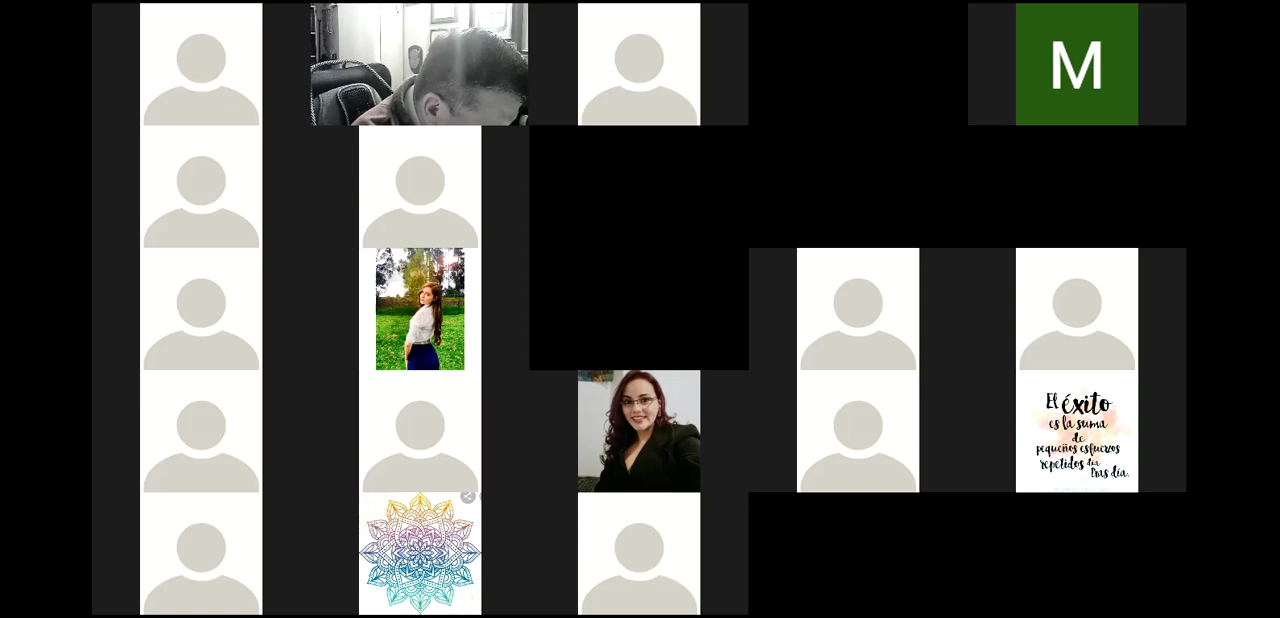 M
El éxito
es la suma
de
pequeños esfuerzos
repetidos día
tras día.